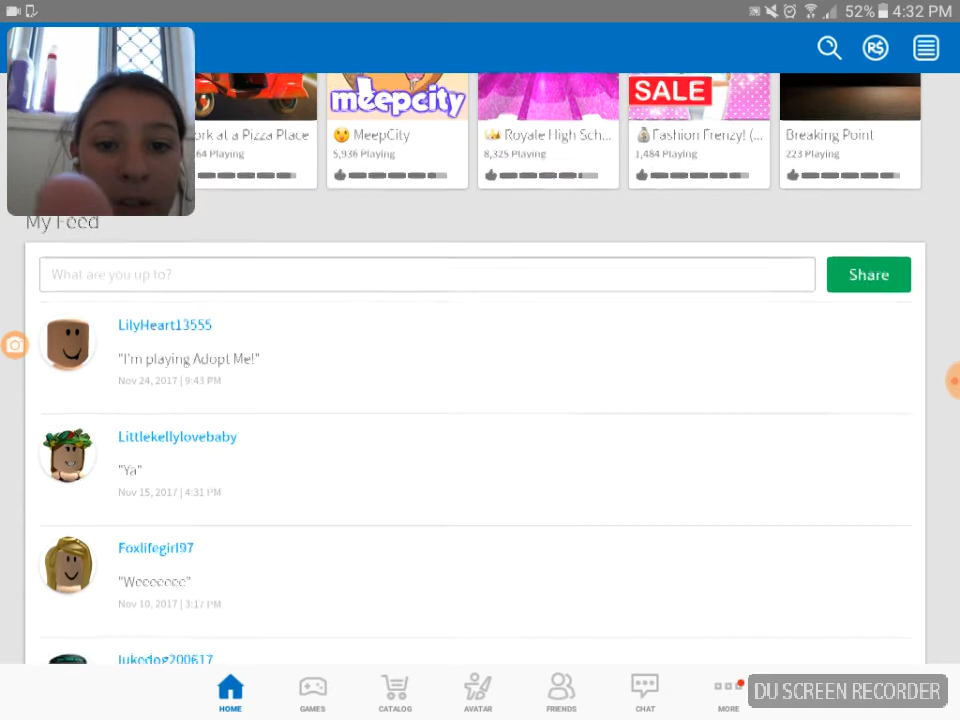 52% 4:32 PM
R$
meepcity
SALE
ork at a Pizza Place
64 Playing
MeepCity
5,936 Playing
Royale High Sch...
8,325 Playing
Fashion Frenzy! (...
1,484 Playing
Breaking Point
223 Playing
My Feed
What are you up to?
Share
LilyHeart13555
"I'm playing Adopt Me!"
Nov 24, 2017 | 9:43 PM
Littlekellylovebaby
"Ya"
Nov 15, 2017 | 4:31 PM
Foxlifegirl97
"Weeeeeee"
Nov 10, 2017 | 3:17 PM
lukedog200617
HOME
GAMES
CATALOG
AVATAR
FRIENDS
CHAT
MORE
DU SCREEN RECORDER